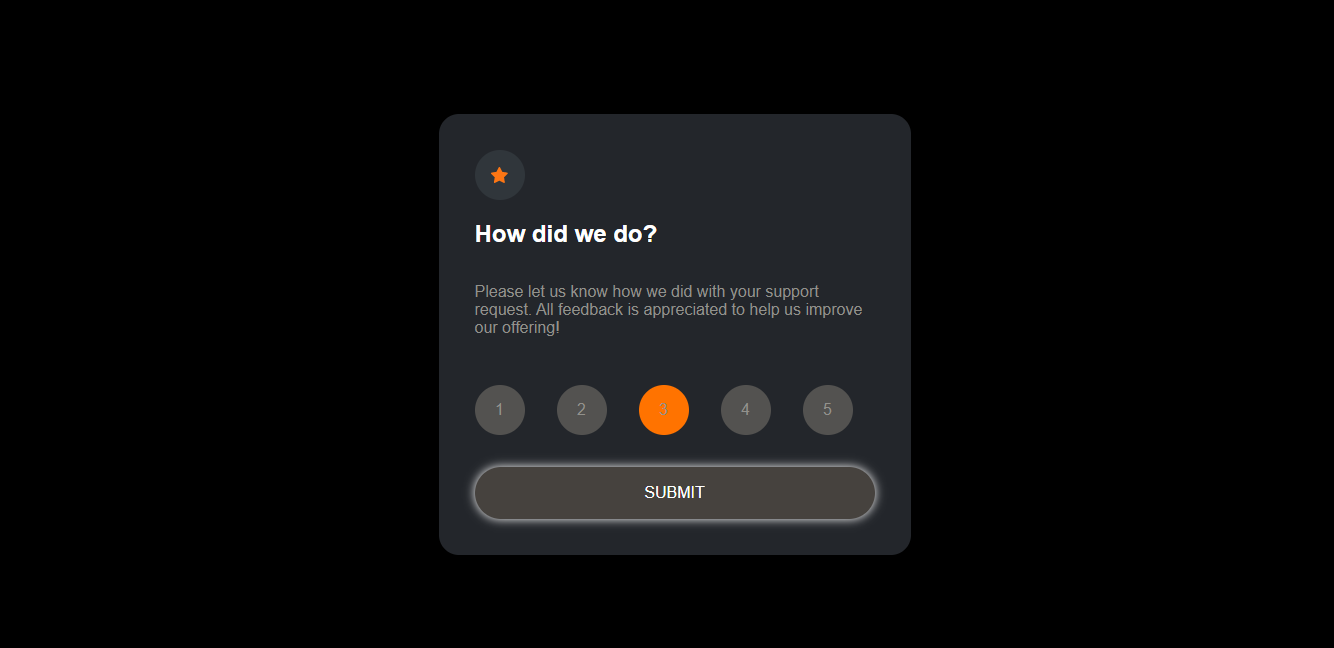 How did we do?
Please let us know how we did with your support
request. All feedback is appreciated to help us improve
our offering!
1 2 3 4 5
SUBMIT